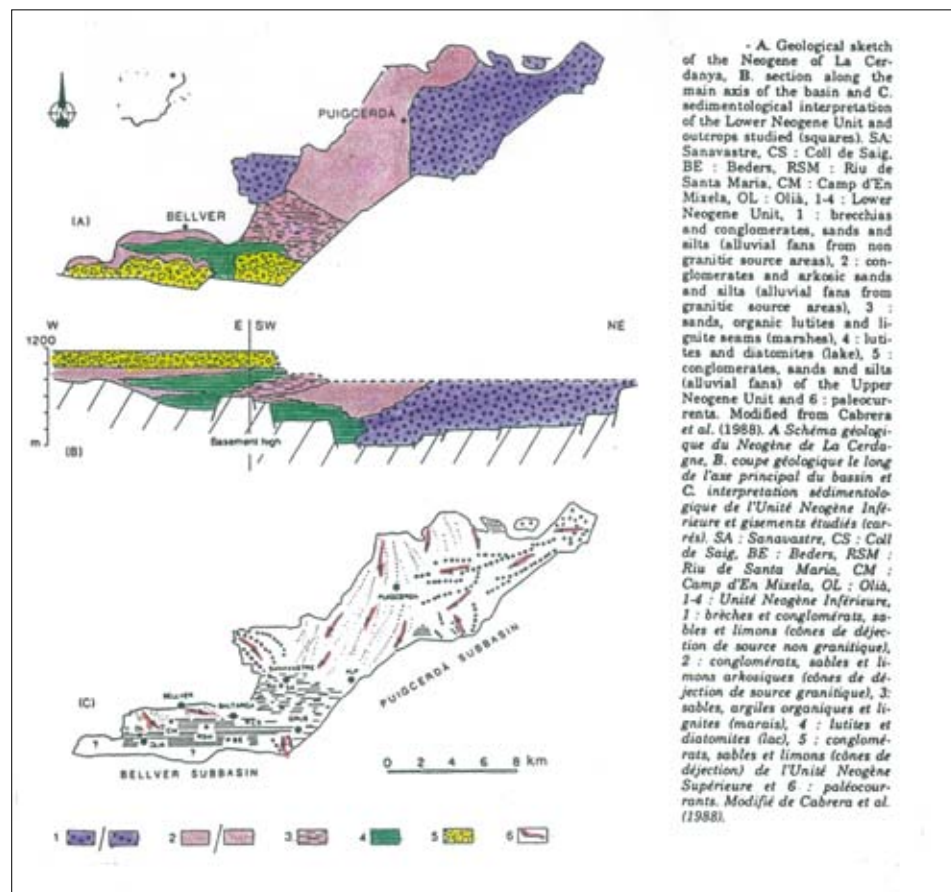 PUIGCERDÀ
(A)
BELLVER
W
E
SW
NE
1200
m
Basement high
(B)
PUIGCERDA
PUIGCERDÀ SUBBASIN
SANAVASTRE
ALP
(C)
BELLVER
BALTARGA
BELLVER SUBBASIN
0 2 4 6 8 km
1
2
3
4
5
6
- A. Geological sketch
of the Neogene of La Cer-
danya, B. section along the
main axis of the basin and C.
sedimentological interpretation
of the Lower Neogene Unit and
outcrops studied (squares). SA:
Sanavastre, CS : Coll de Saig,
BE : Beders, RSM : Riu de
Santa Maria, CM : Camp d'En
Mixela, OL : Olià, 1-4 : Lower
Neogene Unit, 1 : brecchias
and conglomerates, sands and
silts (alluvial fans from non
granitic source areas), 2 : con-
glomerates and arkosic sands
and silts (alluvial fans from
granitic source areas), 3 :
sands, organic lutites and li-
gnite seams (marshes), 4 : luti-
tes and diatomites (lake), 5 :
conglomerates, sands and silts
(alluvial fans) of the Upper
Neogene Unit and 6 : paleocur-
rents. Modified from Cabrera
et al. (1988). A Schéma géologi-
que du Neogène de La Cerda-
gne, B. coupe géologique le long
de l'axe principal du bassin et
C. interpretation sédimentolo-
gique de l'Unité Neogène Infé-
rieure et gisements étudiés (car-
rés). SA : Sanavastre, CS : Coll
de Saig, BE : Beders, RSM :
Riu de Santa Maria, CM :
Camp d'En Mixela, OL : Olià,
1-4 : Unité Neogène Inférieure,
1 : brèches et conglomérats, sa-
bles et limons (cônes de déjec-
tion de source non granitique),
2 : conglomérats, sables et li-
mons arkosiques (cônes de dé-
jection de source granitique), 3:
sables, argiles organiques et li-
gnites (marais), 4 : lutites et
diatomites (lac), 5 : conglomé-
rats, sables et limons (cônes de
déjection) de l'Unité Neogène
Supérieure et 6 : paléocour-
rants. Modifié de Cabrera et al.
(1988).